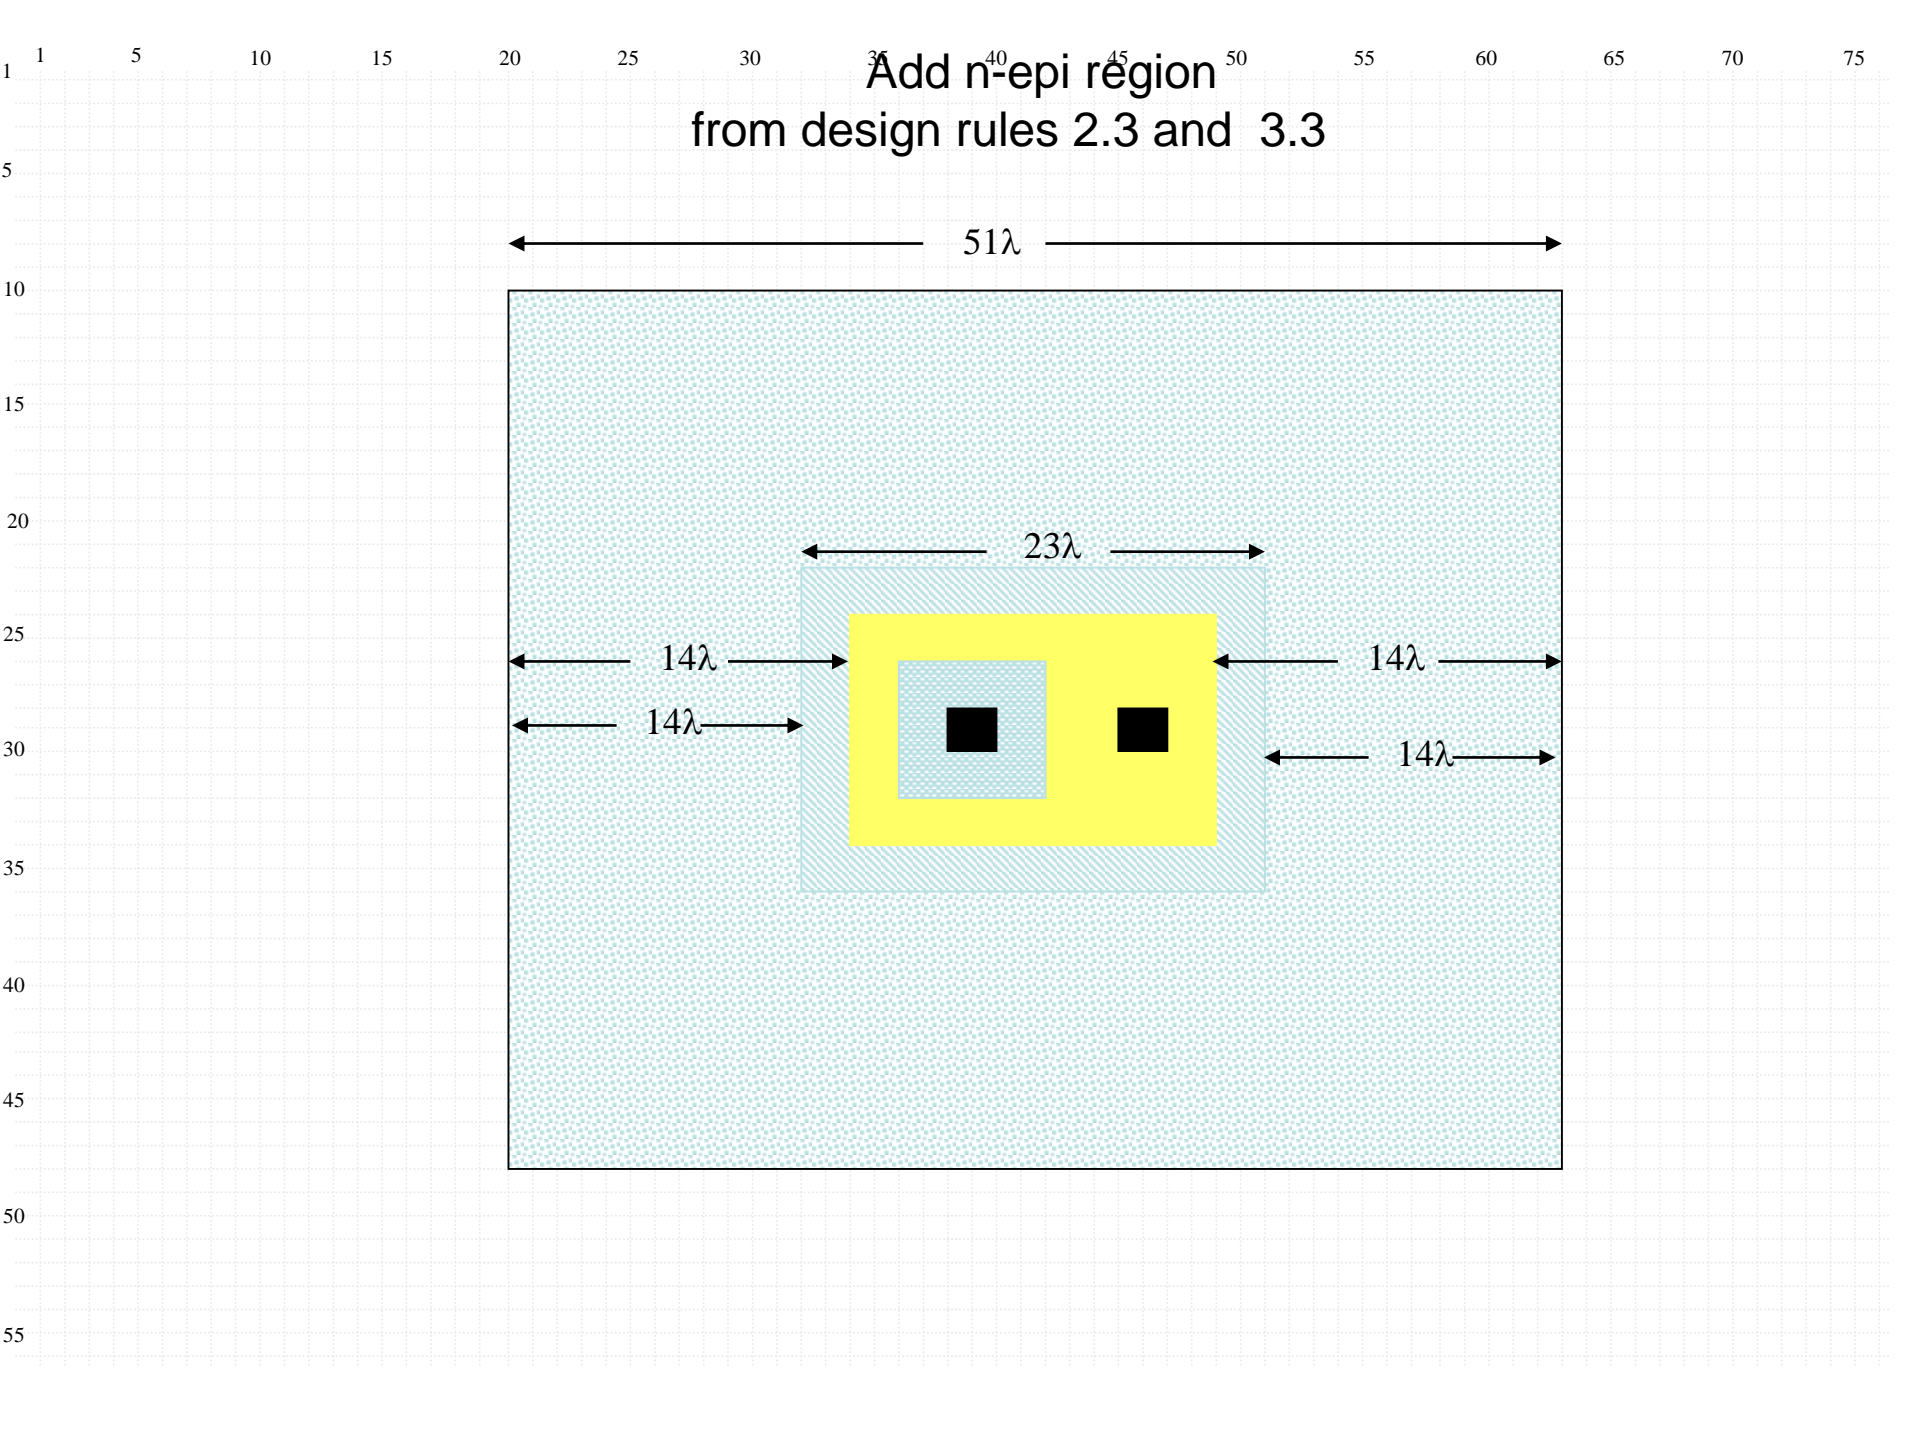 1 5 10 15 20 25 30 35 40 45 50 55 60 65 70 75
1
Add n-epi region
from design rules 2.3 and 3.3
5
51λ
10
15
20
23λ
25
14λ 14λ
14λ
30
14λ
35
40
45
50
55